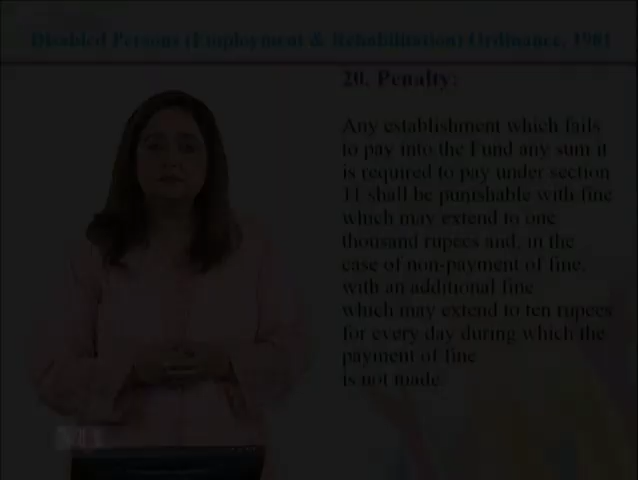 Disabled Persons (Employment & Rehabilitation) Ordinance, 1981
20. Penalty:
Any establishment which fails
to pay into the Fund any sum it
is required to pay under section
11 shall be punishable with fine
which may extend to one
thousand rupees and, in the
case of non-payment of fine,
with an additional fine
which may extend to ten rupees
for every day during which the
payment of fine
is not made.